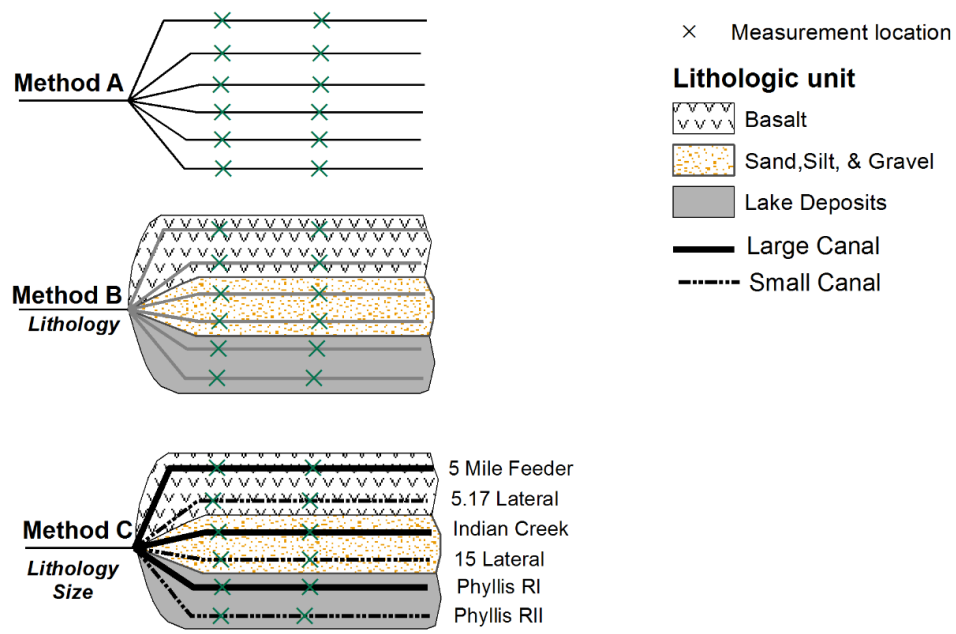 Method A
Method B
Lithology
Method C
Lithology
Size
5 Mile Feeder
5.17 Lateral
Indian Creek
15 Lateral
Phyllis RI
Phyllis RII
Measurement location
Lithologic unit
Basalt
Sand,Silt, & Gravel
Lake Deposits
Large Canal
Small Canal